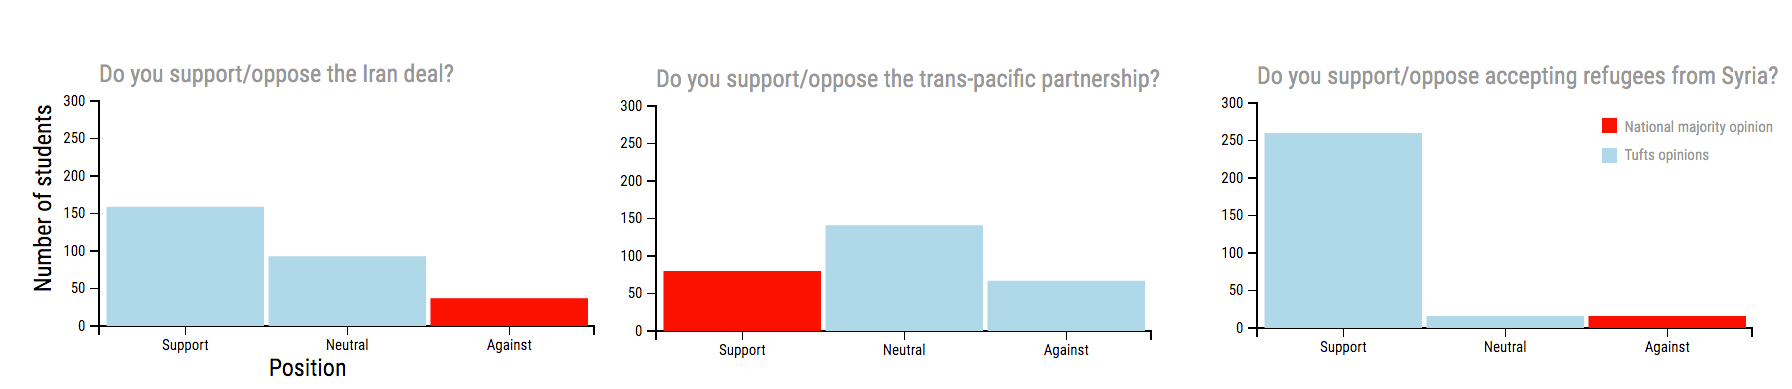 Do you support/oppose the Iran deal?
Number of students
300
250
200
150
100
50
0
Support Neutral Against
Position
Do you support/oppose the trans-pacific partnership?
300
250
200
150
100
50
0
Support Neutral Against
Do you support/oppose accepting refugees from Syria?
300
250
200
150
100
50
0
National majority opinion
Tufts opinions
Support Neutral Against